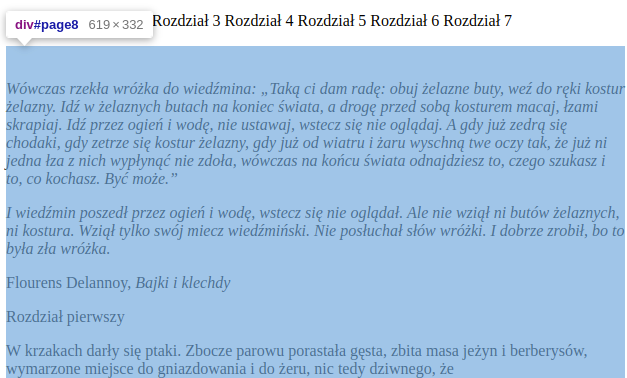 div#page8 619 × 332
Rozdział 3 Rozdział 4 Rozdział 5 Rozdział 6 Rozdział 7
Wówczas rzekła wróżka do wiedźmina: „Taką ci dam radę: obuj żelazne buty, weź do ręki kostur
żelazny. Idź w żelaznych butach na koniec świata, a drogę przed sobą kosturem macaj, łzami
skrapiaj. Idź przez ogień i wodę, nie ustawaj, wstecz się nie oglądaj. A gdy już zedrą się
chodaki, gdy zetrze się kostur żelazny, gdy już od wiatru i żaru wyschną twe oczy tak, że już ni
jedna łza z nich wypłynąć nie zdoła, wówczas na końcu świata odnajdziesz to, czego szukasz i
to, co kochasz. Być może.”
I wiedźmin poszedł przez ogień i wodę, wstecz się nie oglądał. Ale nie wziął ni butów żelaznych,
ni kostura. Wziął tylko swój miecz wiedźmiński. Nie posłuchał słów wróżki. I dobrze zrobił, bo to
była zła wróżka.
Flourens Delannoy, Bajki i klechdy
Rozdział pierwszy
W krzakach darły się ptaki. Zbocze parowu porastała gęsta, zbita masa jeżyn i berberysów,
wymarzone miejsce do gniazdowania i do żeru, nic tedy dziwnego, że